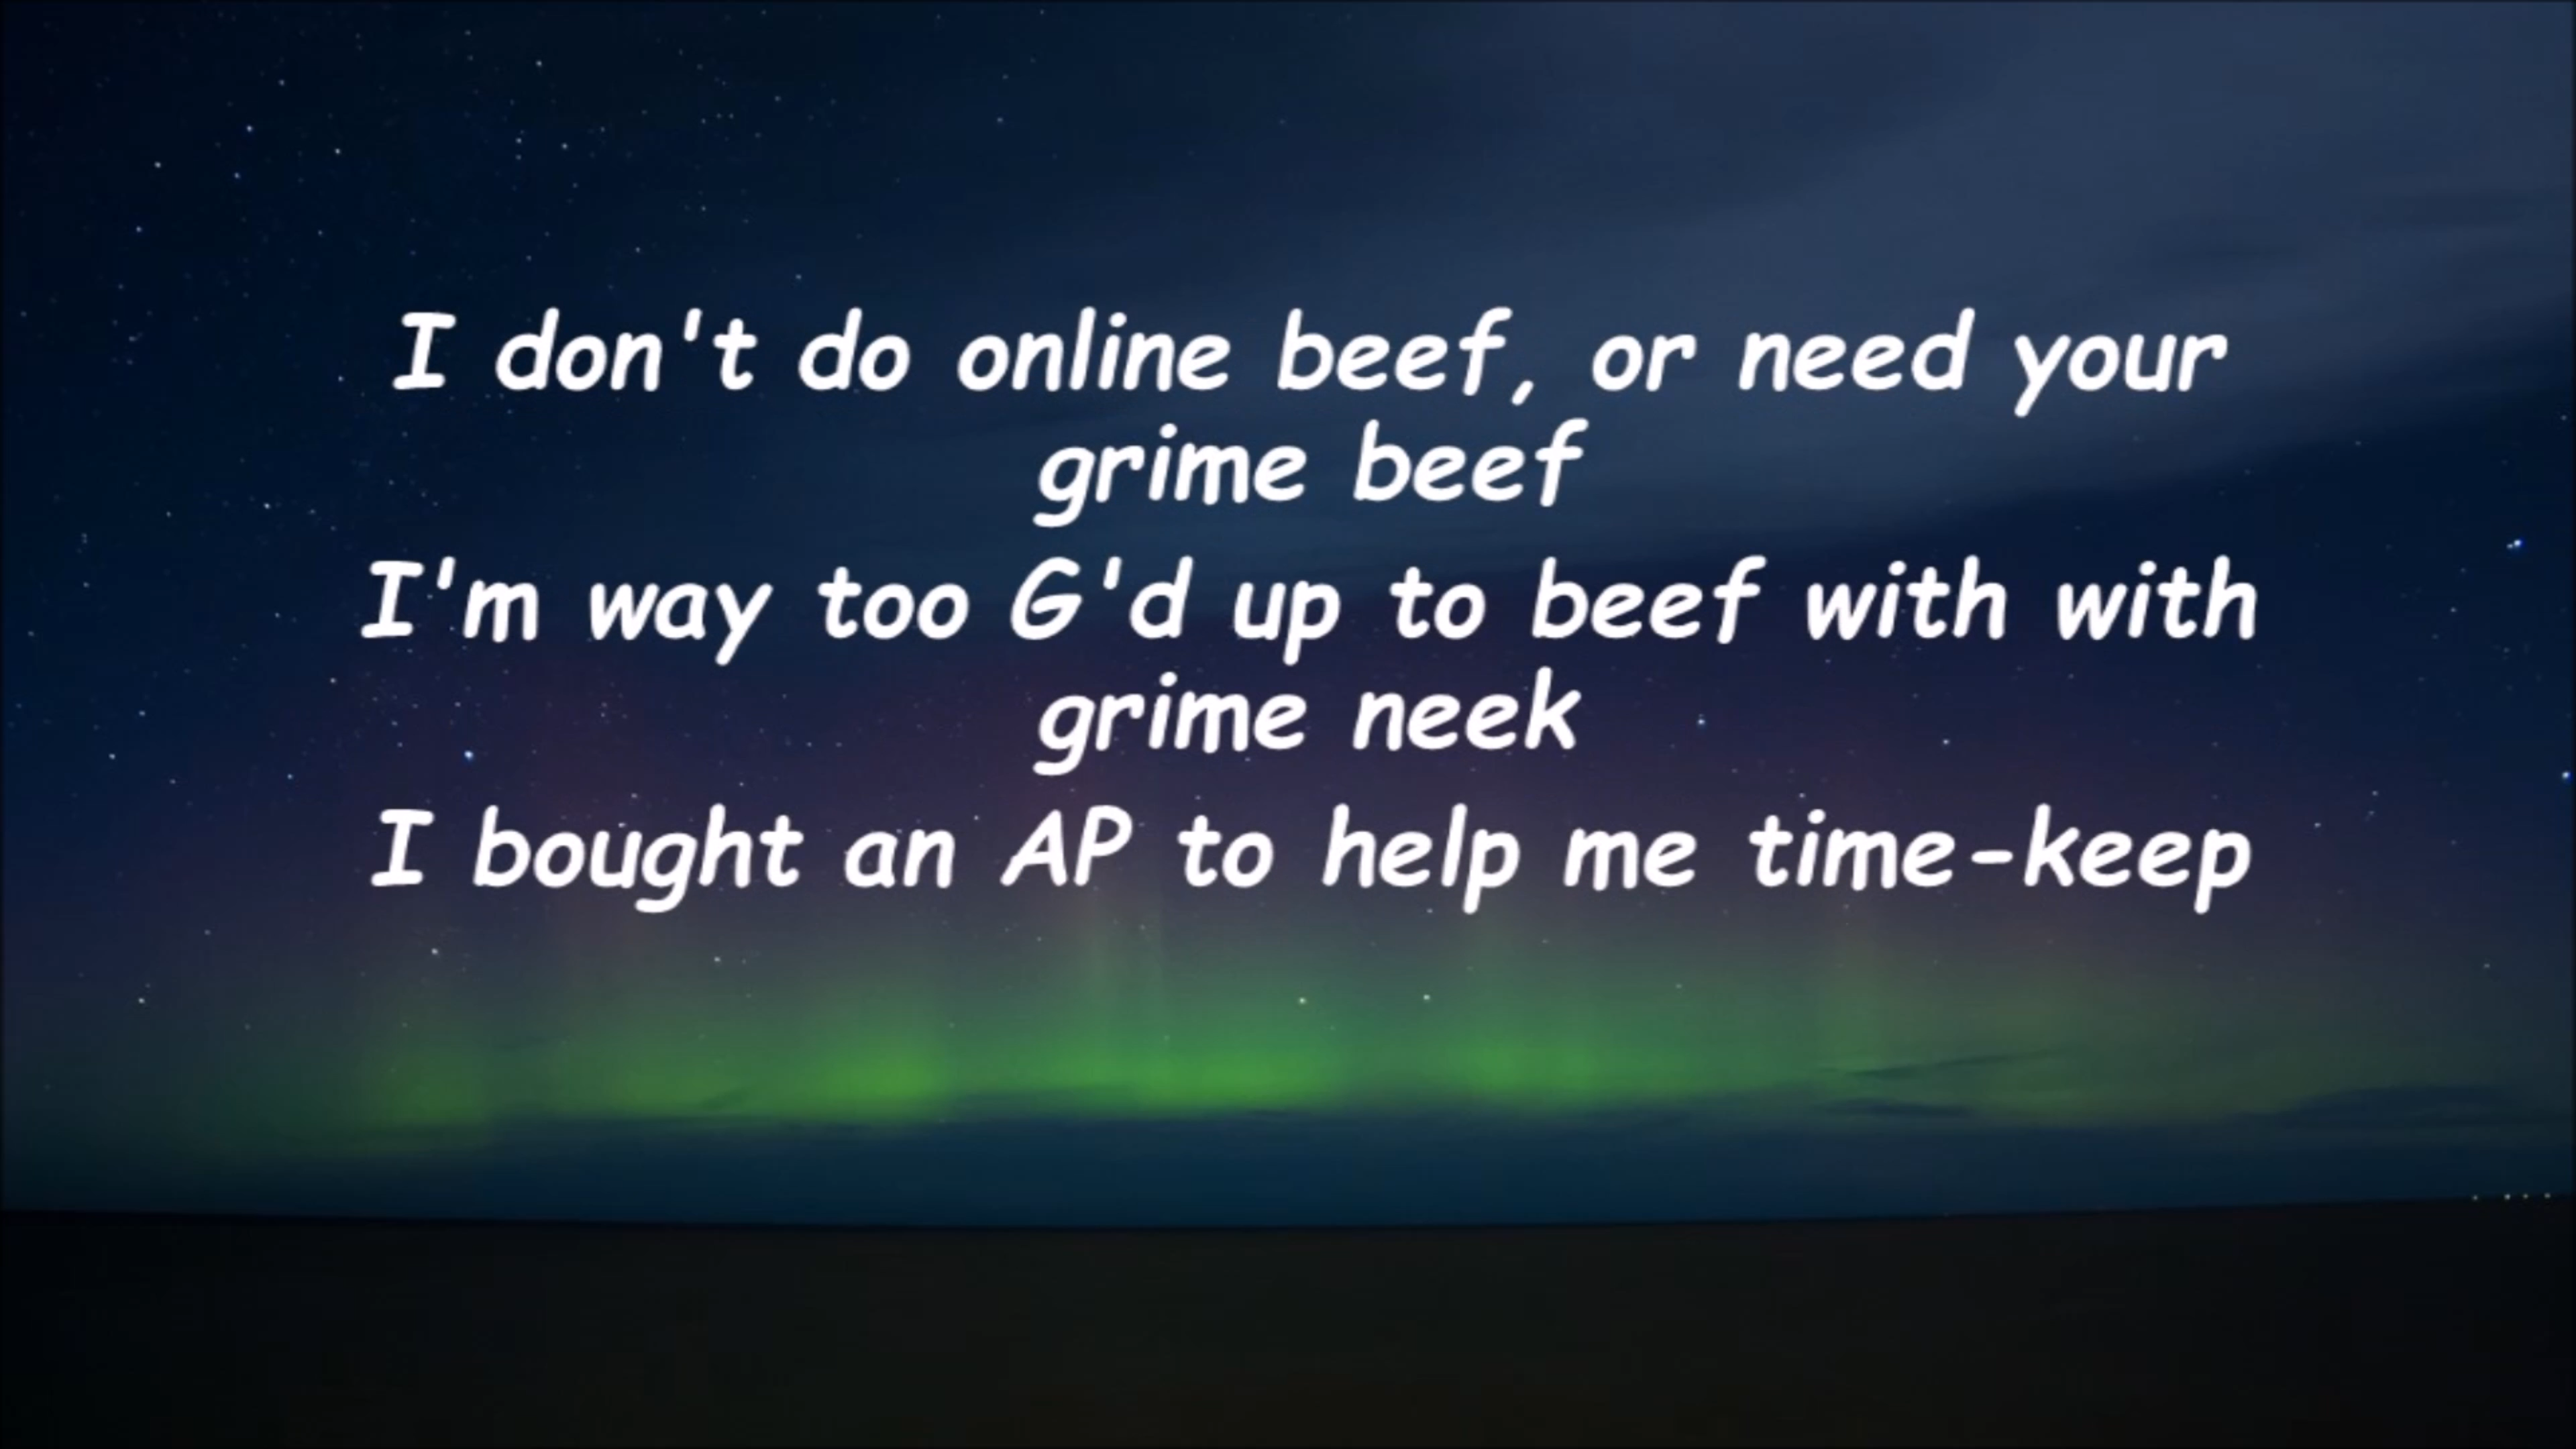 I don't do online beef, or need your
grime beef
I'm way too G'd up to beef with with
grime neek
I bought an AP to help me time-keep